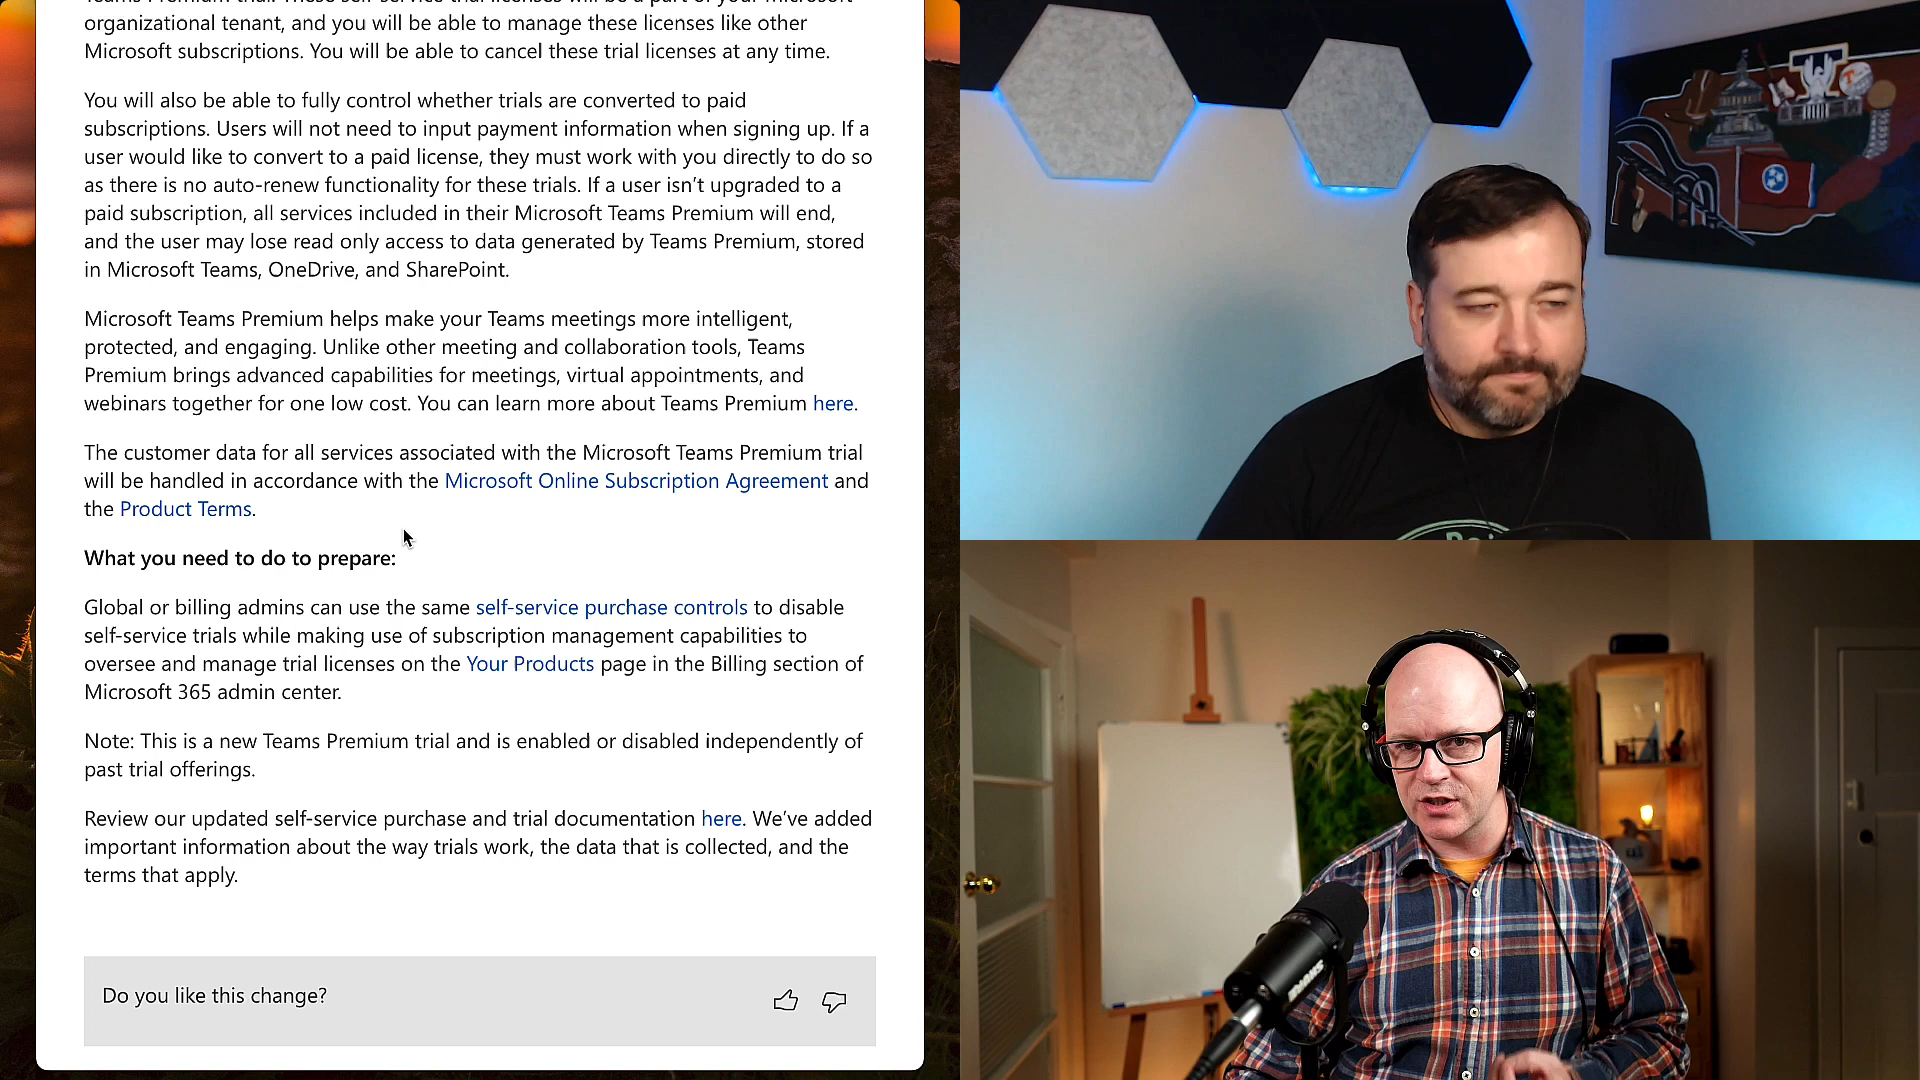 organizational tenant, and you will be able to manage these licenses like other
Microsoft subscriptions. You will be able to cancel these trial licenses at any time.
You will also be able to fully control whether trials are converted to paid
subscriptions. Users will not need to input payment information when signing up. If a
user would like to convert to a paid license, they must work with you directly to do so
as there is no auto-renew functionality for these trials. If a user isn’t upgraded to a
paid subscription, all services included in their Microsoft Teams Premium will end,
and the user may lose read only access to data generated by Teams Premium, stored
in Microsoft Teams, OneDrive, and SharePoint.
Microsoft Teams Premium helps make your Teams meetings more intelligent,
protected, and engaging. Unlike other meeting and collaboration tools, Teams
Premium brings advanced capabilities for meetings, virtual appointments, and
webinars together for one low cost. You can learn more about Teams Premium here.
The customer data for all services associated with the Microsoft Teams Premium trial
will be handled in accordance with the Microsoft Online Subscription Agreement and
the Product Terms.
What you need to do to prepare:
Global or billing admins can use the same self-service purchase controls to disable
self-service trials while making use of subscription management capabilities to
oversee and manage trial licenses on the Your Products page in the Billing section of
Microsoft 365 admin center.
Note: This is a new Teams Premium trial and is enabled or disabled independently of
past trial offerings.
Review our updated self-service purchase and trial documentation here. We’ve added
important information about the way trials work, the data that is collected, and the
terms that apply.
Do you like this change?